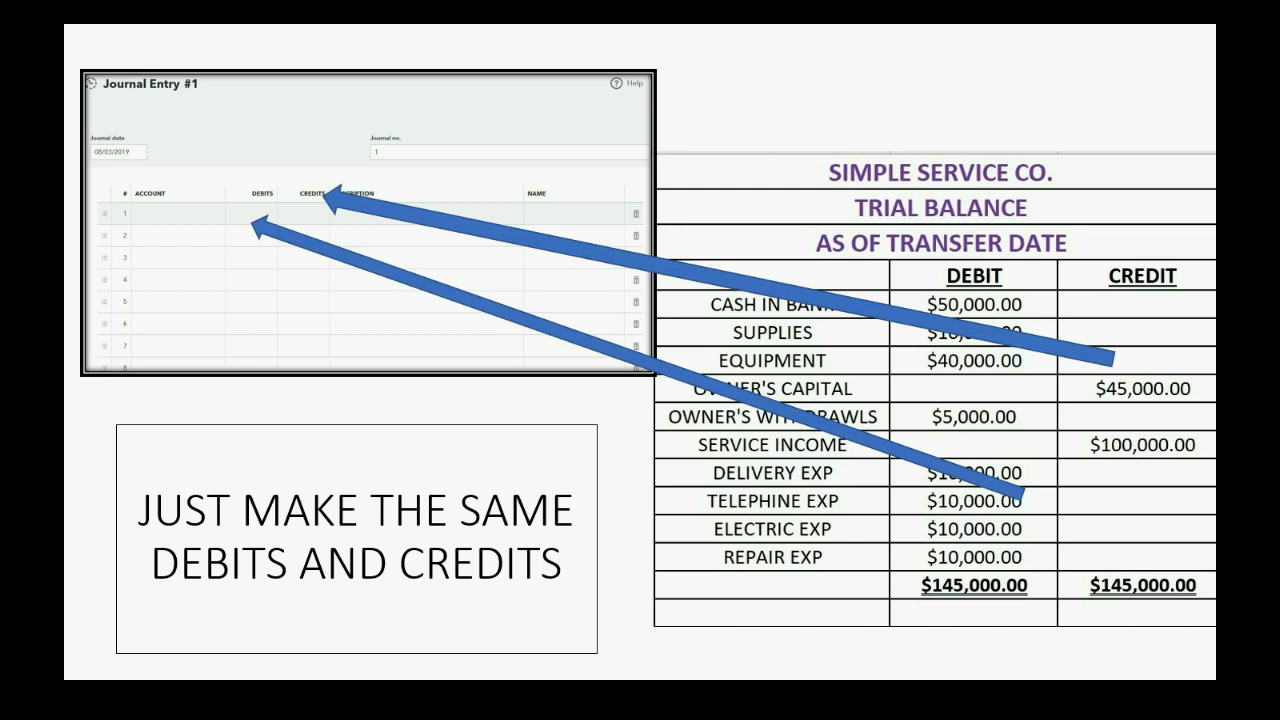 Journal Entry #1
Help
Journal date
Journal no.
08/03/2019
1
# ACCOUNT DEBITS CREDITS NAME
1
2
3
4
5
6
7
8
SIMPLE SERVICE CO.
TRIAL BALANCE
AS OF TRANSFER DATE
DEBIT CREDIT
CASH IN $50,000.00
SUPPLIES
EQUIPMENT $40,000.00
CAPITAL $45,000.00
OWNER'S $5,000.00
SERVICE INCOME $100,000.00
DELIVERY EXP
TELEPHINE EXP $10,000.00
ELECTRIC EXP $10,000.00
REPAIR EXP $10,000.00
$145,000.00 $145,000.00
JUST MAKE THE SAME
DEBITS AND CREDITS